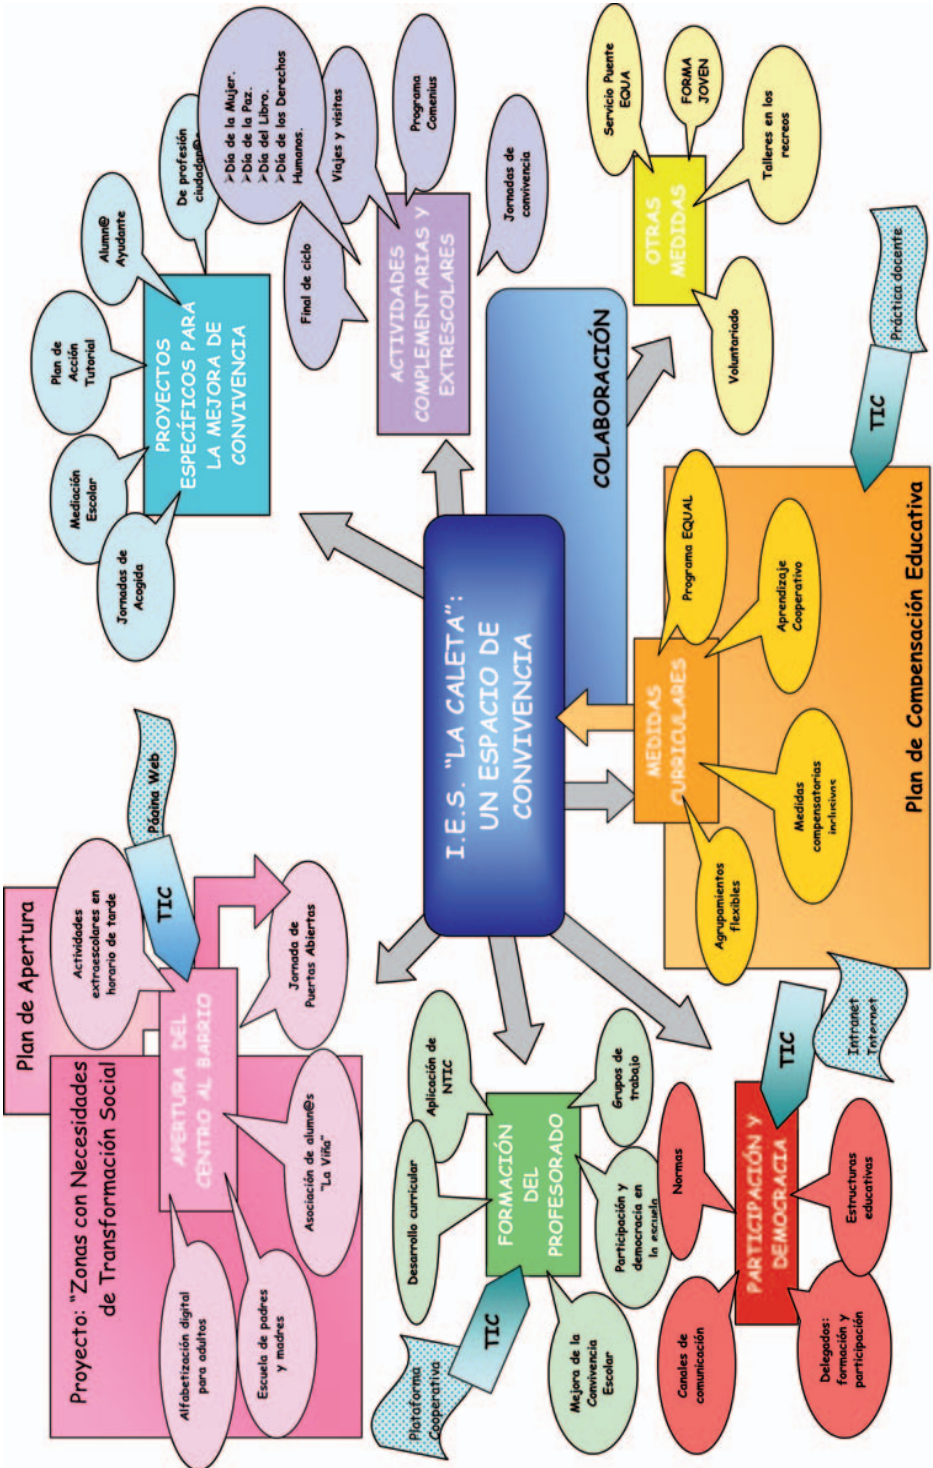 Proyecto: "Zonas con Necesidades
de Transformación Social
Plan de Apertura
Alfabetización digital
para adultos
Escuela de padres
y madres
Asociación de alumn@s
"La Viña"
APERTURA DEL
CENTRO AL BARRIO
Actividades
extraescolares en
horario de tarde
Jornada de
Puertas Abiertas
TIC
Página Web
Jornadas de
Acogida
Mediación
Escolar
Plan de
Acción
Tutorial
Alumn@
Ayudante
De profesión
ciudadan@s
PROYECTOS
ESPECÍFICOS PARA
LA MEJORA DE
CONVIVENCIA
Final de ciclo
➢Día de la Mujer.
➢Día de la Paz.
➢Día del Libro.
➢Día de los Derechos
Humanos.
Viajes y visitas
Programa
Comenius
Jornadas de
convivencia
ACTIVIDADES
COMPLEMENTARIAS Y
EXTRESCOLARES
Plataforma
Cooperativa
TIC
Desarrollo curricular
Aplicación de
NTIC
FORMACIÓN
DEL
PROFESORADO
Mejora de la
Convivencia
Escolar
Participación y
democracia en
la escuela
Grupos de
trabajo
I.E.S. "LA CALETA":
UN ESPACIO DE
CONVIVENCIA
COLABORACIÓN
Servicio Puente
EQUA
FORMA
JOVEN
OTRAS
MEDIDAS
Voluntariado
Talleres en los
recreos
Canales de
comunicación
Normas
PARTICIPACIÓN Y
DEMOCRACIA
Delegados:
formación y
participación
Estructuras
educativas
TIC
Intranet
Internet
MEDIDAS
CURRICULARES
Agrupamientos
flexibles
Medidas
compensatorias
inclusivas
Programa EQUAL
Aprendizaje
Cooperativo
Plan de Compensación Educativa
TIC
Práctica docente